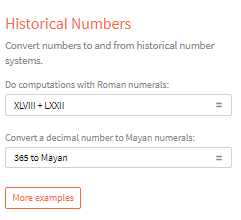 Historical Numbers
Convert numbers to and from historical number
systems.
Do computations with Roman numerals:
XLVIII + LXXII
=
Convert a decimal number to Mayan numerals:
365 to Mayan
=
More examples